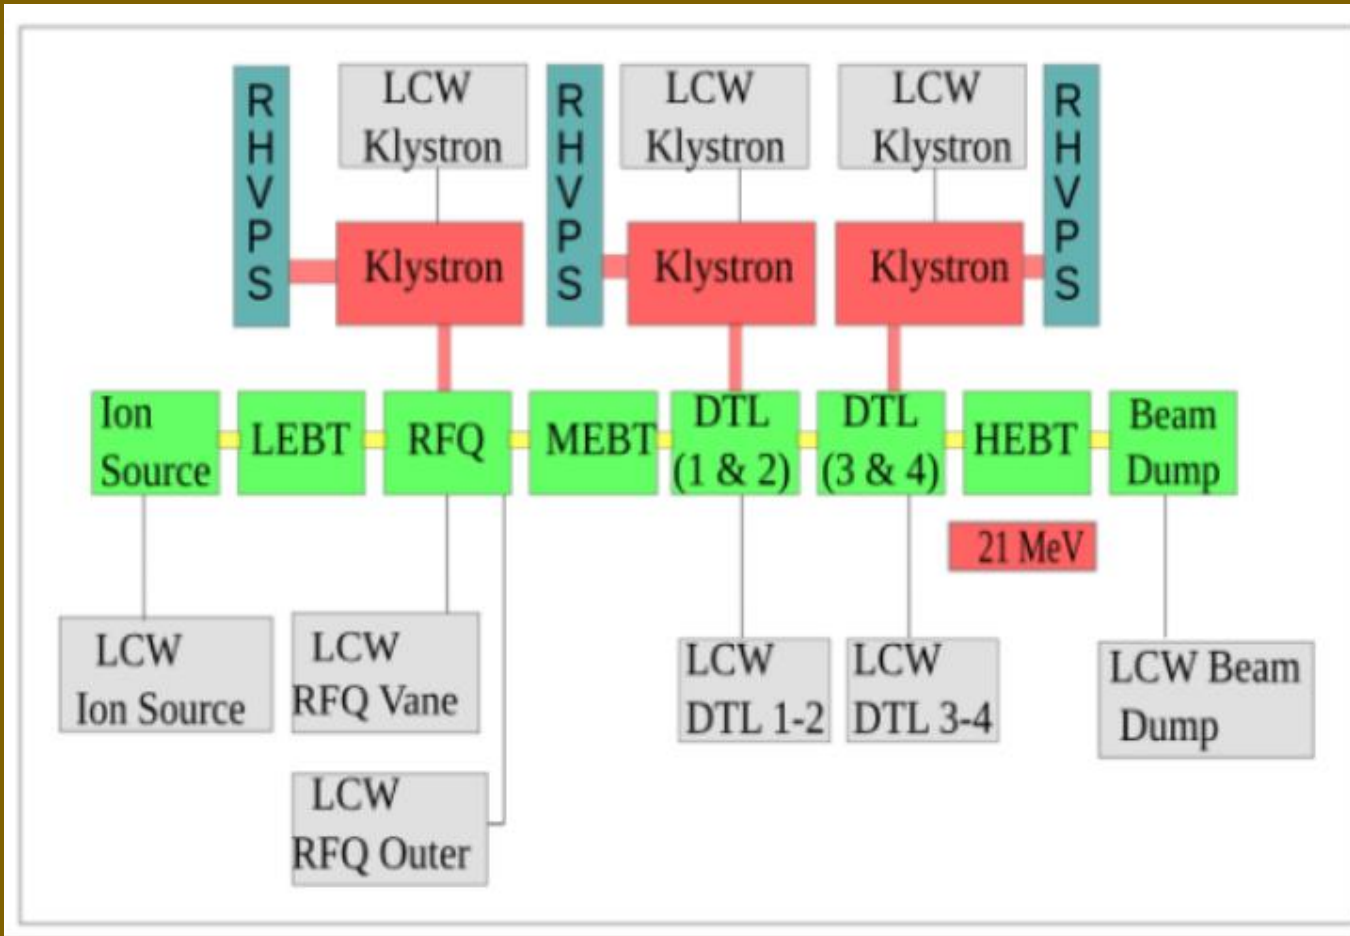 RHVPS
LCW
Klystron
RHVPS
LCW
Klystron
LCW
Klystron
RHVPS
Klystron
Klystron
Klystron
Ion
Source
LEBT
RFQ
MEBT
DTL
(1 & 2)
DTL
(3 & 4)
HEBT
Beam
Dump
21 MeV
LCW
Ion Source
LCW
RFQ Vane
LCW
DTL 1-2
LCW
DTL 3-4
LCW Beam
Dump
LCW
RFQ Outer